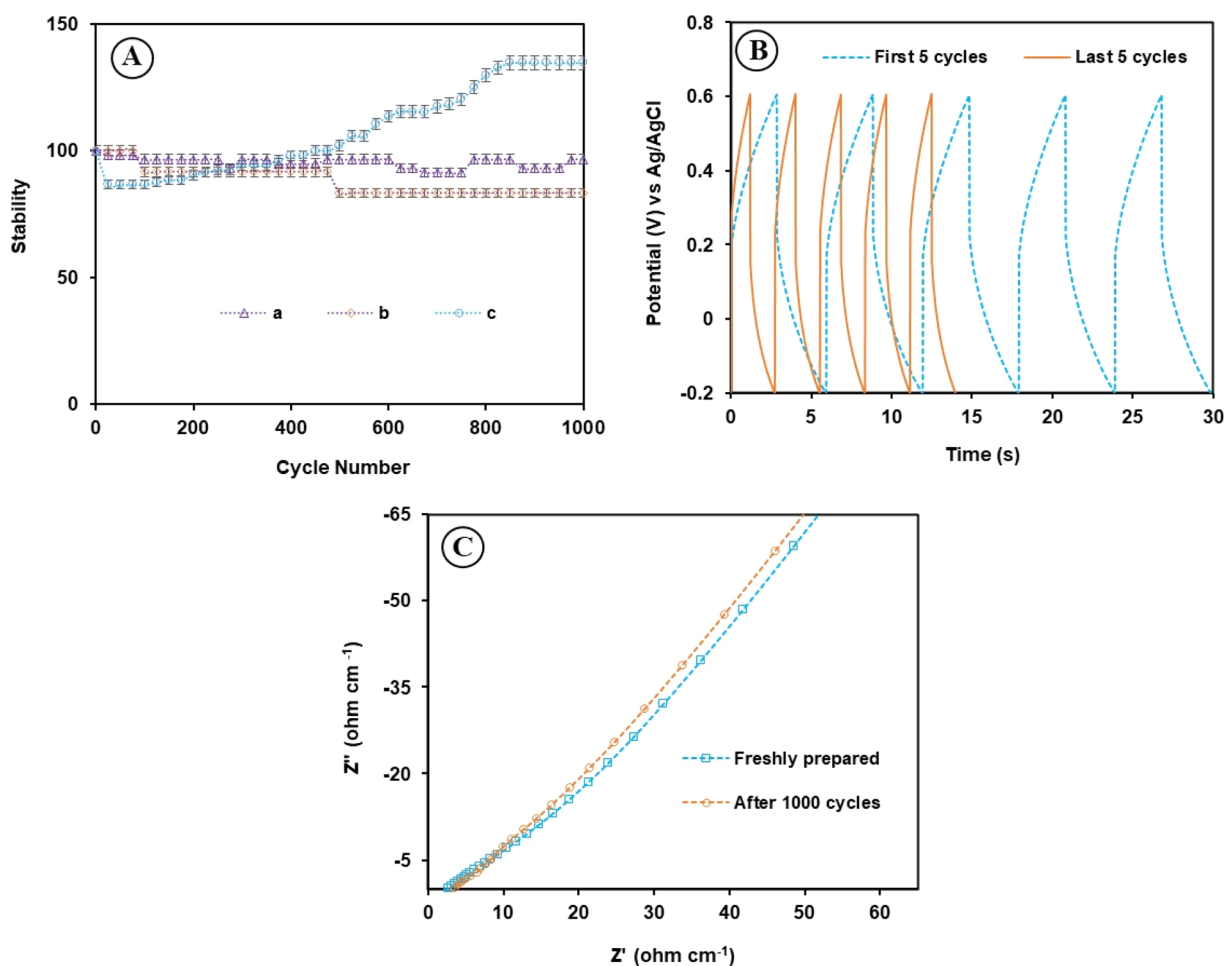 A
150
100
50
0
Stability
a b c
0 200 400 600 800 1000
Cycle Number
B
First 5 cycles Last 5 cycles
0.8
0.6
0.4
0.2
0
-0.2
Potential (V) vs Ag/AgCl
0 5 10 15 20 25 30
Time (s)
C
-65
-50
-35
-20
-5
Z'' (ohm cm -1)
Freshly prepared
After 1000 cycles
0 10 20 30 40 50 60
Z' (ohm cm-1)